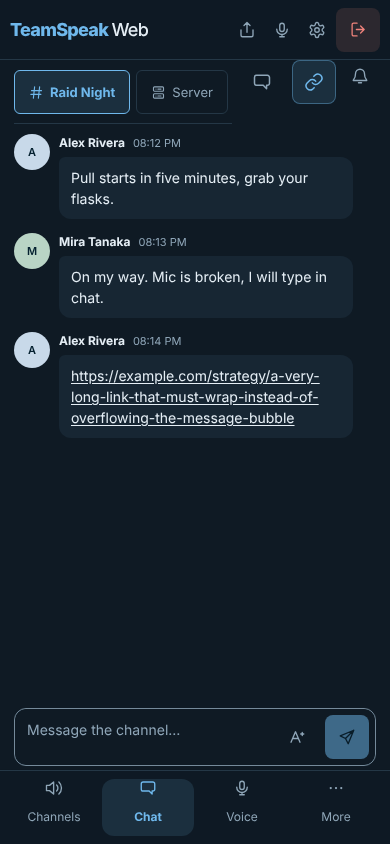 TeamSpeak Web
# Raid Night
Server
A
Alex Rivera 08:12 PM
Pull starts in five minutes, grab your
flasks.
M
Mira Tanaka 08:13 PM
On my way. Mic is broken, I will type in
chat.
A
Alex Rivera 08:14 PM
https://example.com/strategy/a-very-
long-link-that-must-wrap-instead-of-
overflowing-the-message-bubble
Message the channel...
A
Channels
Chat
Voice
More